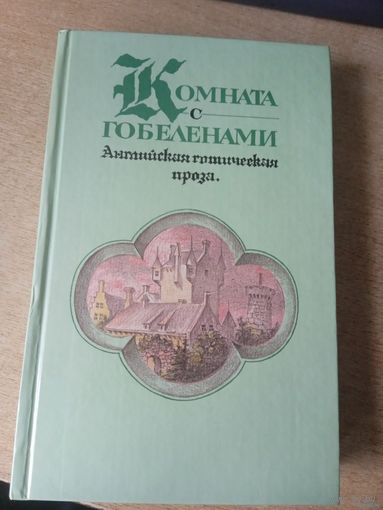 Комната
с
гобеленами
Английская готическая
проза.